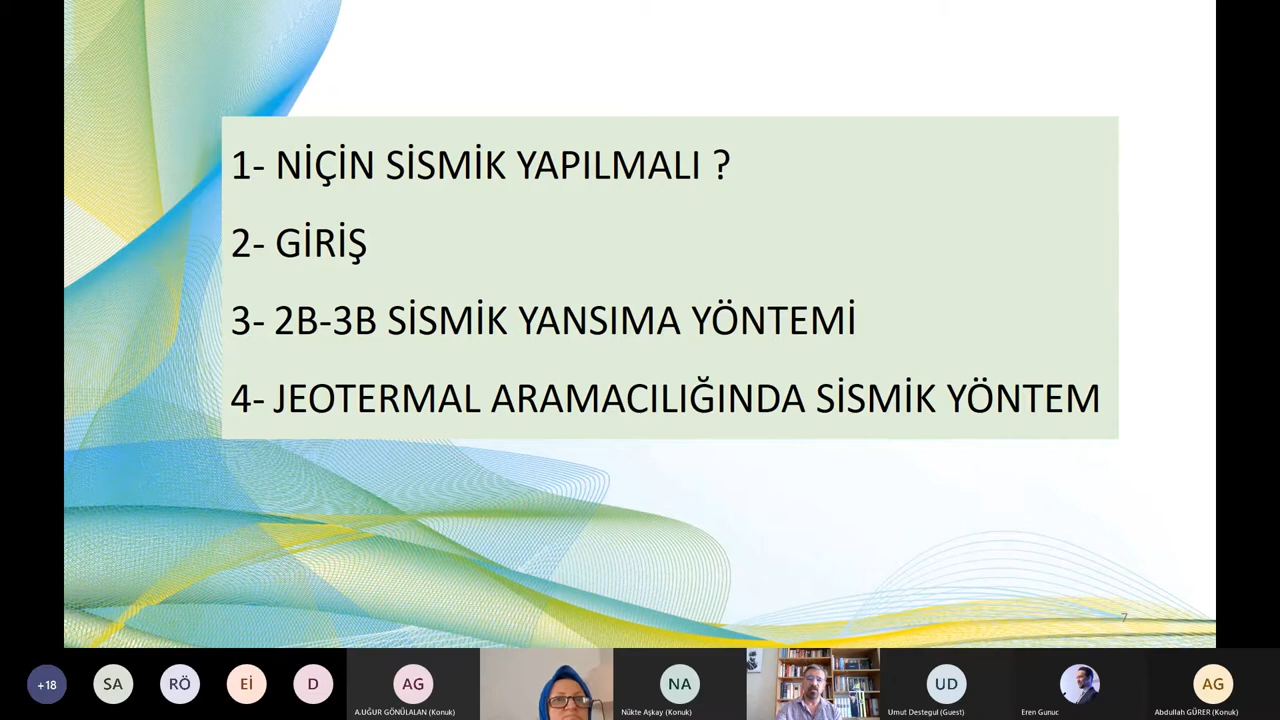 1- NİÇİN SİSMİK YAPILMALI ?
2- GİRİŞ
3- 2B-3B SİSMİK YANSIMA YÖNTEMİ
4- JEOTERMAL ARAMACILIĞINDA SİSMİK YÖNTEM
7
+18
SA
RÖ
Eİ
D
AG
A.UĞUR GÖNÜLALAN (Konuk)
NA
Nükte Aşkay (Konuk)
UD
Umut Destegul (Guest)
Eren Gunuc
AG
Abdullah GÜRER (Konuk)